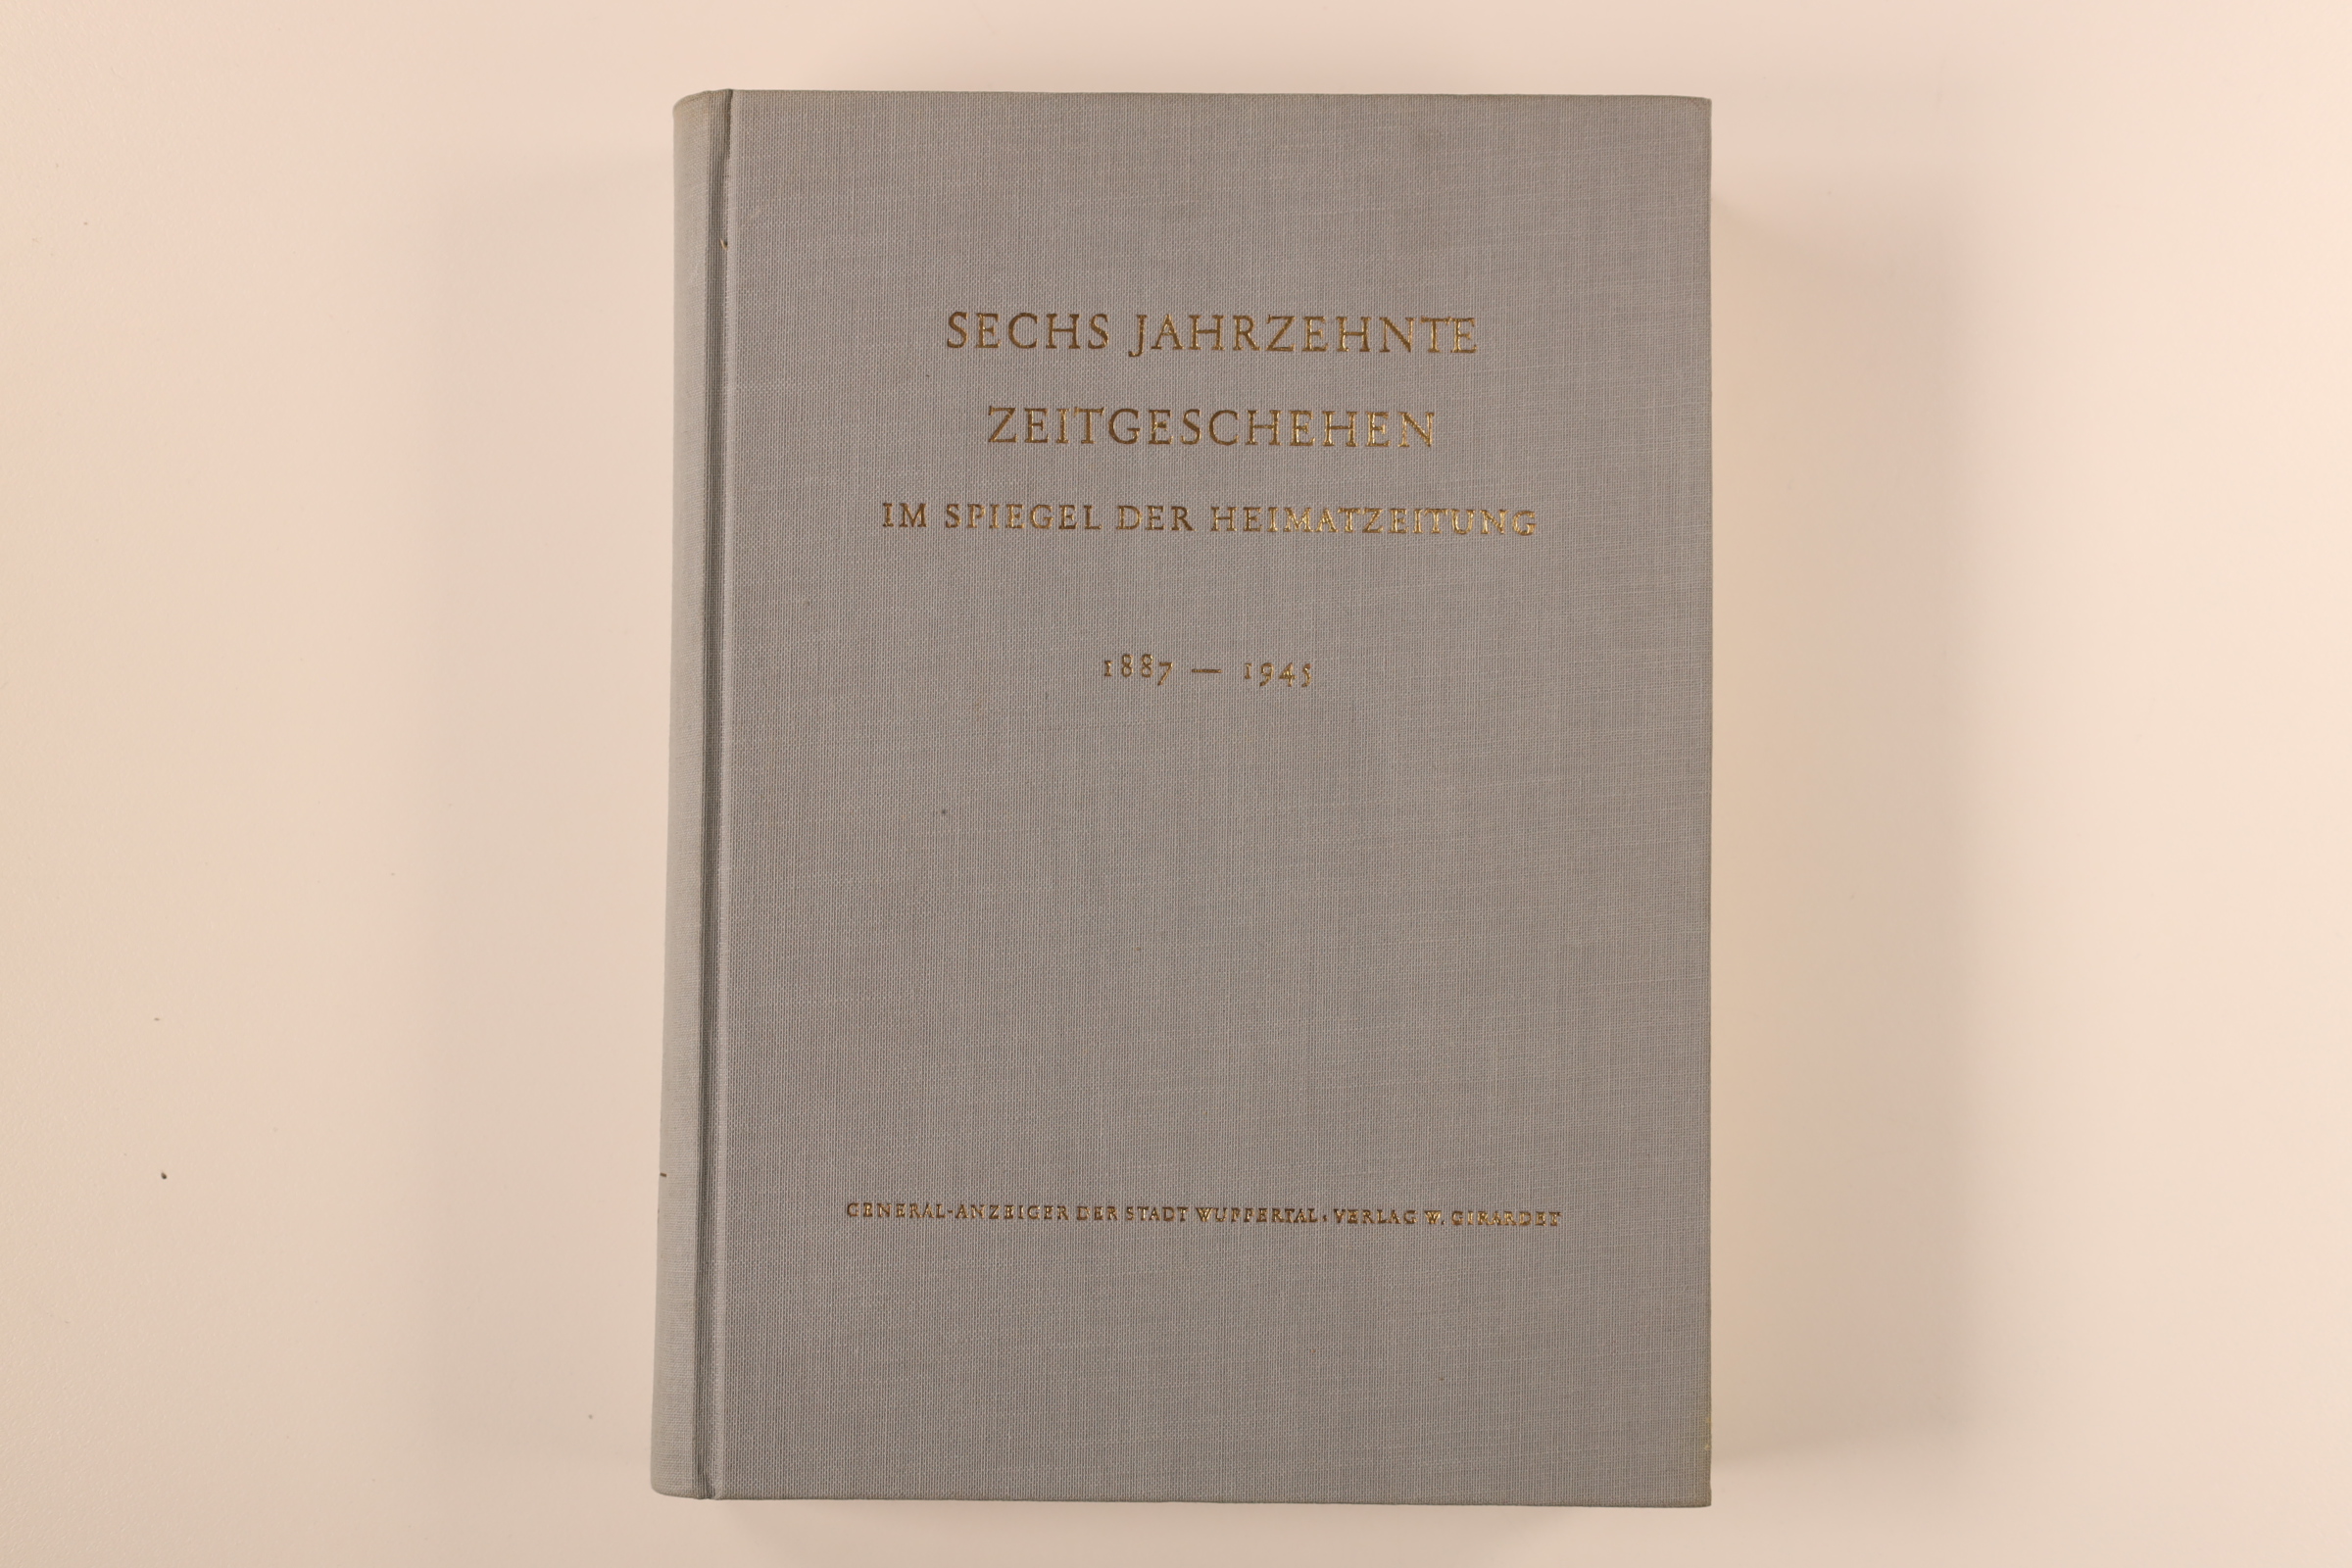 SECHS JAHRZEHNTE
ZEITGESCHEHEN
IM SPIEGEL DER HEIMATZEITUNG
1887 — 1945
GENERAL-ANZEIGER DER STADT WUPPERTAL · VERLAG W. GIRARDET